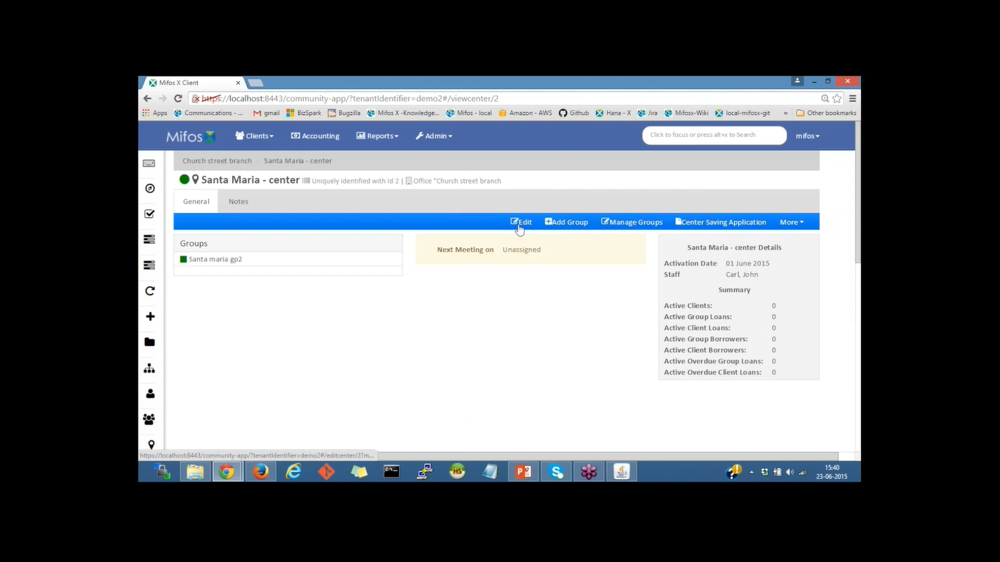 Mifos X Client
https://localhost:8443/community-app/?tenantIdentifier=demo2#/viewcenter/2
Apps Communications - ... gmail BizSpark Bugzilla Mifos X -Knowledge... Mifos - local Amazon - AWS Github Hana - X Jira Mifosx-Wiki local-mifosx-git » Other bookmarks
Mifos Clients Accounting Reports Admin Click to focus or press alt+x to Search mifos
Church street branch Santa Maria - center
Santa Maria - center Uniquely identified with Id 2 | Office "Church street branch
General Notes
Edit Add Group Manage Groups Center Saving Application More
Groups
Santa maria gp2
Next Meeting on Unassigned
Santa Maria - center Details
Activation Date 01 June 2015
Staff Carl, John
Summary
Active Clients: 0
Active Group Loans: 0
Active Client Loans: 0
Active Group Borrowers: 0
Active Client Borrowers: 0
Active Overdue Group Loans: 0
Active Overdue Client Loans: 0
https://localhost:8443/community-app/?tenantIdentifier=demo2#/editcenter/2?m...
HS
15:40
23-06-2015